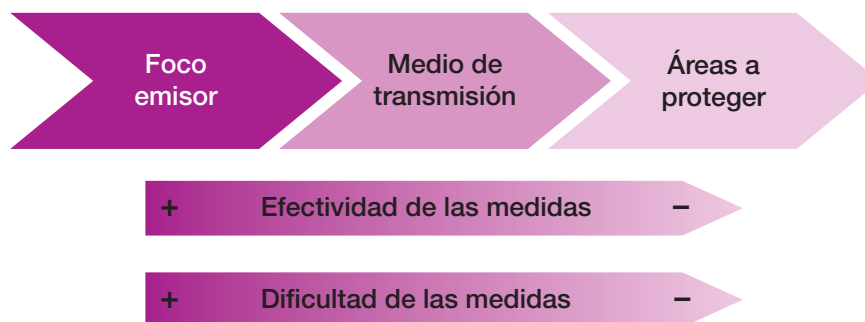 Foco
emisor
Medio de
transmisión
Áreas a
proteger
+ Efectividad de las medidas −
+ Dificultad de las medidas −